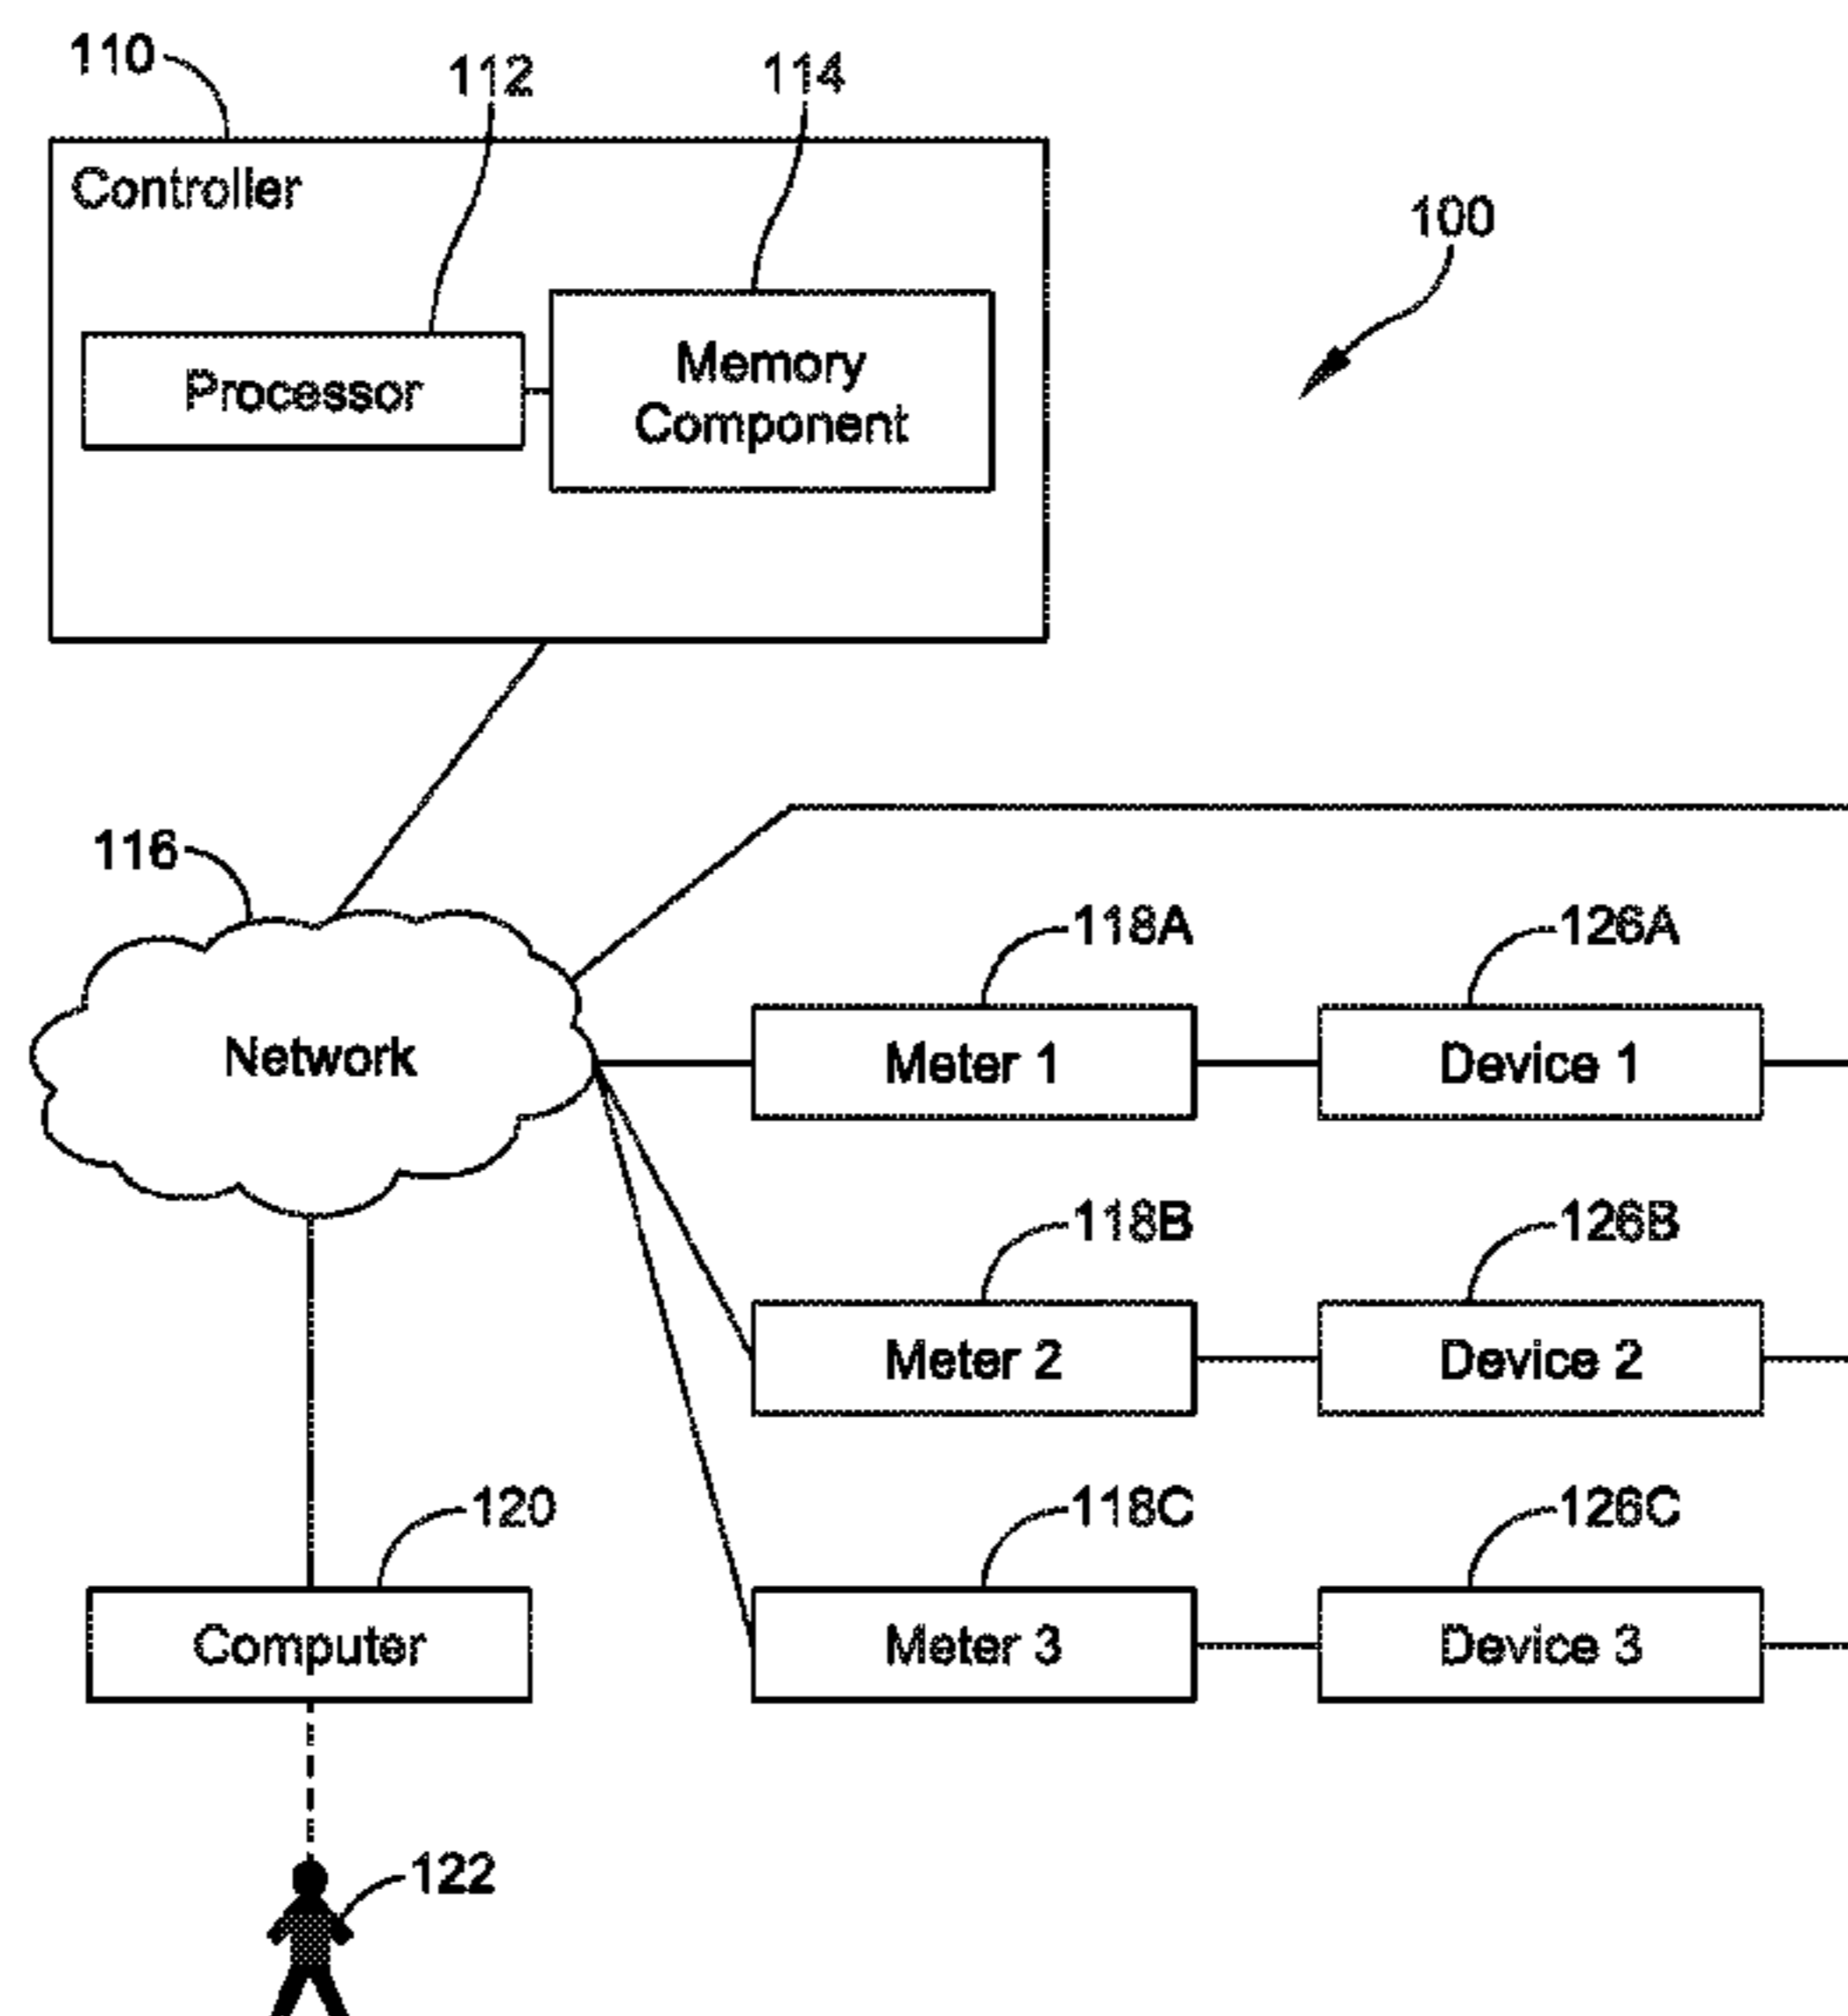 110
112
114
Controller
100
Processor
Memory
Component
116
118A
126A
Network
Meter 1
Device 1
118B
126B
Meter 2
Device 2
120
118C
126C
Computer
Meter 3
Device 3
122